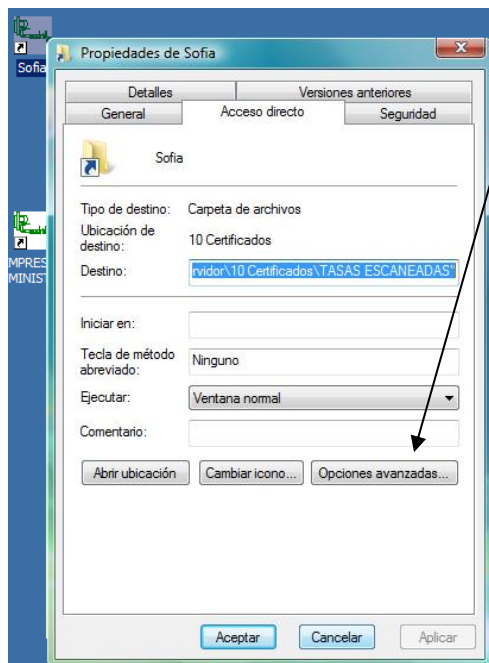 Sofia
Propiedades de Sofia
Detalles
Versiones anteriores
General
Acceso directo
Seguridad
Sofia
Tipo de destino: Carpeta de archivos
Ubicación de
destino: 10 Certificados
Destino: rvidor\10 Certificados\TASAS ESCANEADAS"
Iniciar en:
Tecla de método
abreviado: Ninguno
Ejecutar: Ventana normal
Comentario:
Abrir ubicación
Cambiar icono...
Opciones avanzadas...
Aceptar
Cancelar
Aplicar
MPRES
MINIS